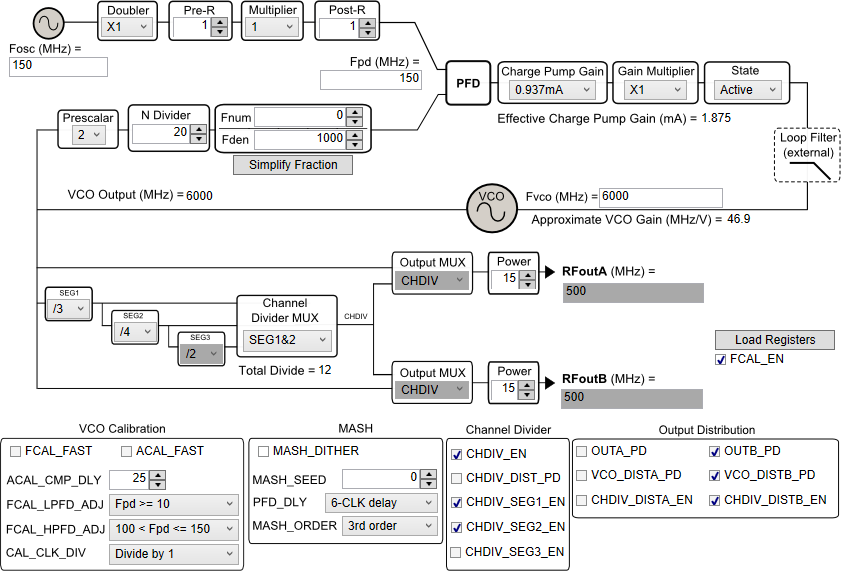 Doubler
X1
Pre-R
1
Multiplier
1
Post-R
1
Fosc (MHz) =
150
Fpd (MHz) =
150
PFD
Charge Pump Gain
0.937mA
Gain Multiplier
X1
State
Active
Effective Charge Pump Gain (mA) = 1.875
Prescalar
2
N Divider
20
Fnum
0
Fden
1000
Simplify Fraction
Loop Filter
(external)
VCO Output (MHz) = 6000
VCO
Fvco (MHz) = 6000
Approximate VCO Gain (MHz/V) = 46.9
Output MUX
CHDIV
Power
15
RFoutA (MHz) =
500
SEG1
/3
SEG2
/4
SEG3
/2
Channel
Divider MUX
SEG1&2
CHDIV
Total Divide = 12
Output MUX
CHDIV
Power
15
RFoutB (MHz) =
500
Load Registers
FCAL_EN
VCO Calibration
FCAL_FAST
ACAL_FAST
ACAL_CMP_DLY
25
FCAL_LPFD_ADJ
Fpd >= 10
FCAL_HPFD_ADJ
100 < Fpd <= 150
CAL_CLK_DIV
Divide by 1
MASH
MASH_DITHER
MASH_SEED
0
PFD_DLY
6-CLK delay
MASH_ORDER
3rd order
Channel Divider
CHDIV_EN
CHDIV_DIST_PD
CHDIV_SEG1_EN
CHDIV_SEG2_EN
CHDIV_SEG3_EN
Output Distribution
OUTA_PD
OUTB_PD
VCO_DISTA_PD
VCO_DISTB_PD
CHDIV_DISTA_EN
CHDIV_DISTB_EN